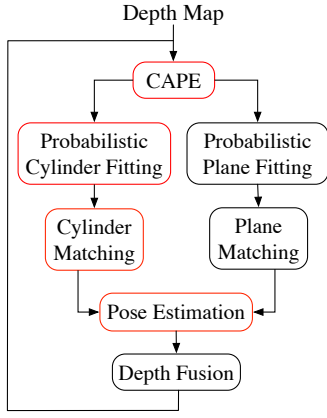 Depth Map
CAPE
Probabilistic
Cylinder Fitting
Probabilistic
Plane Fitting
Cylinder
Matching
Plane
Matching
Pose Estimation
Depth Fusion